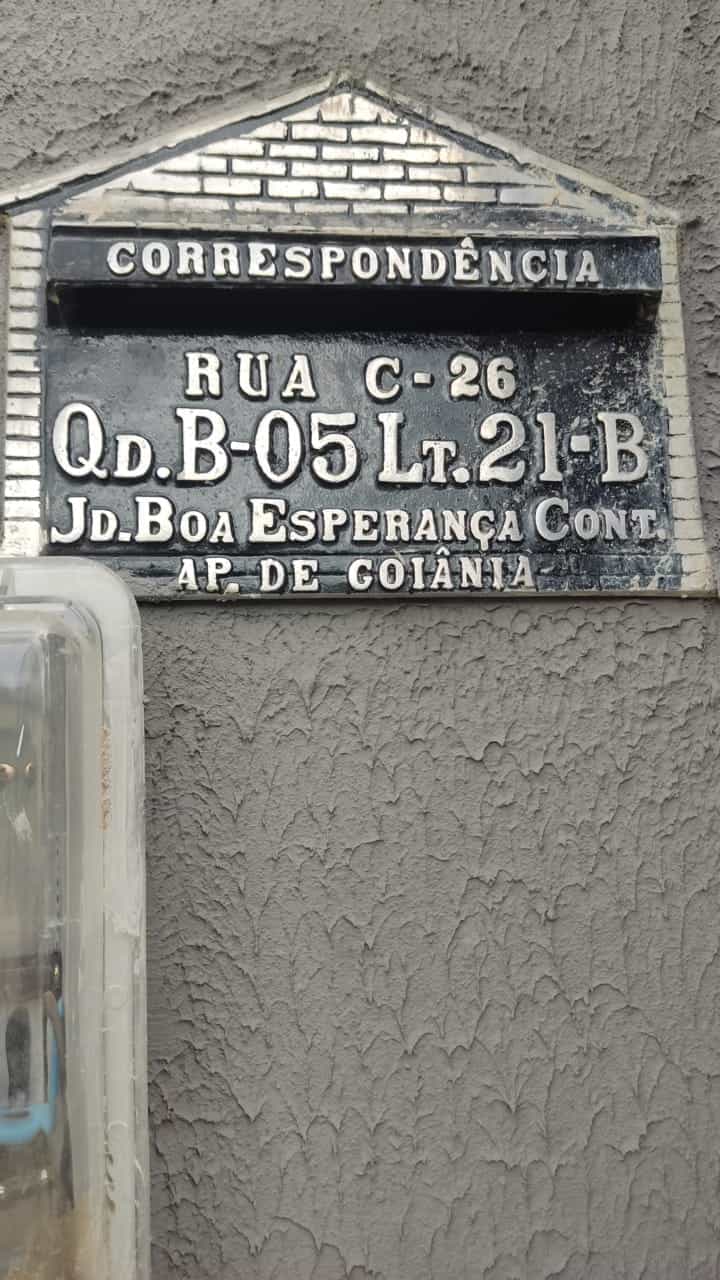 CORRESPONDÊNCIA
RUA C-26
QD.B-05 LT.21-B
JD.BOA ESPERANÇA CONT.
AP. DE GOIÂNIA